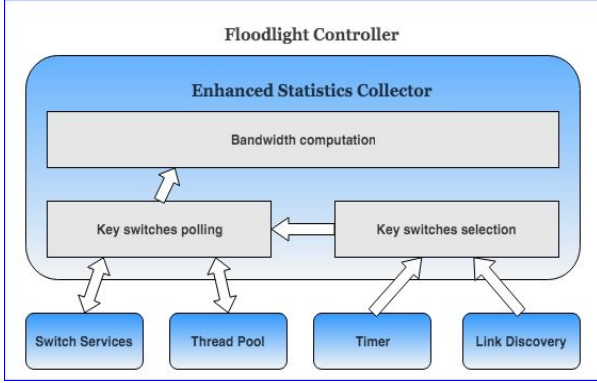 Floodlight Controller
Enhanced Statistics Collector
Bandwidth computation
Key switches polling
Key switches selection
Switch Services
Thread Pool
Timer
Link Discovery